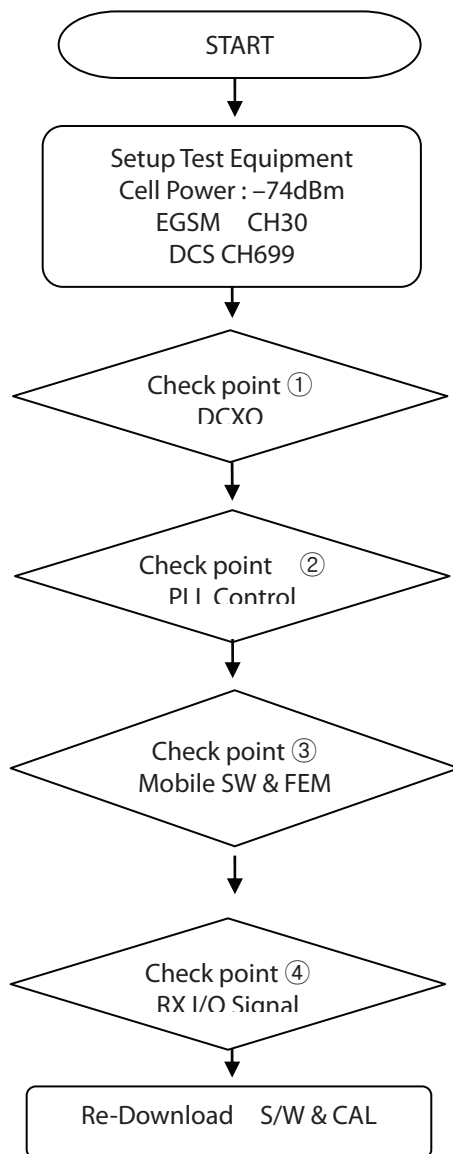 START
Setup Test Equipment
Cell Power : –74dBm
EGSM CH30
DCS CH699
Check point ①
DCXO
Check point ②
PLL Control
Check point ③
Mobile SW & FEM
Check point ④
RX I/Q Signal
Re-Download S/W & CAL